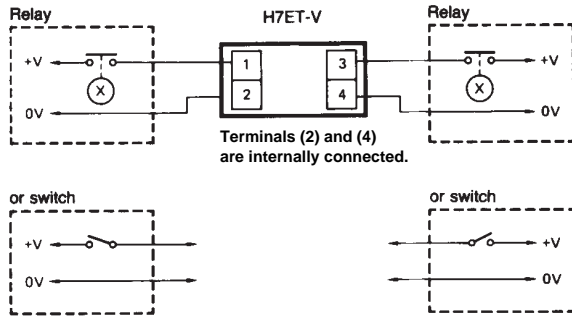 Relay
H7ET-V
Relay
+V
X
0V
1
2
3
4
+V
X
0V
Terminals (2) and (4)
are internally connected.
or switch
+V
0V
or switch
+V
0V